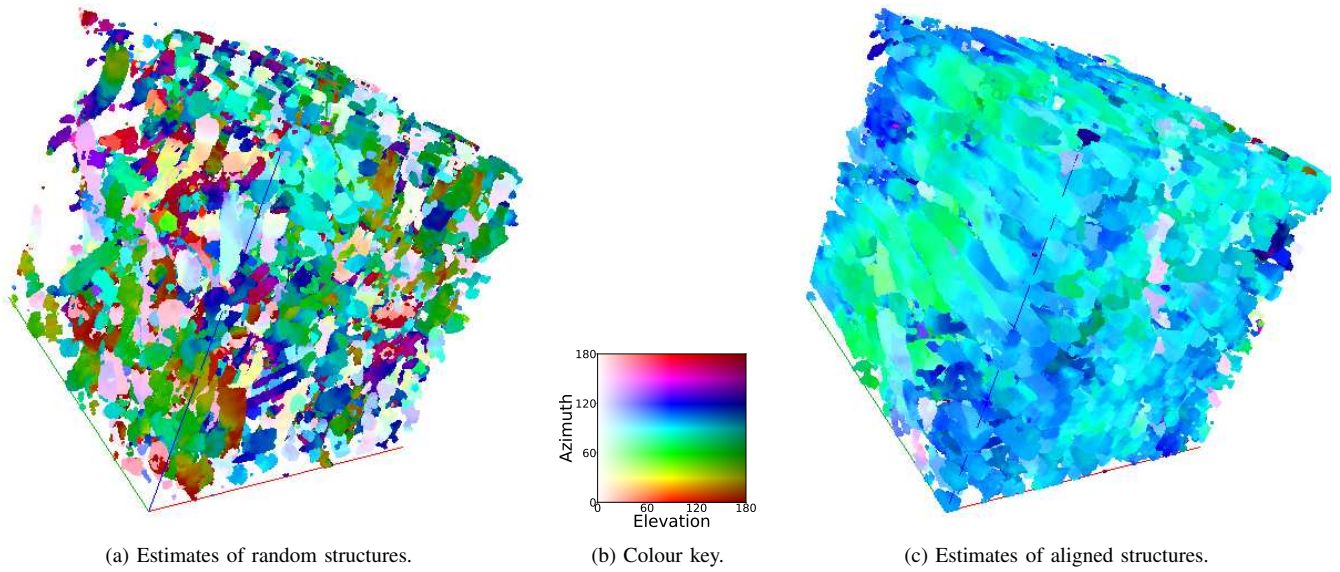 180
120
60
0
Azimuth
0 60 120 180
Elevation
(a) Estimates of random structures.
(b) Colour key.
(c) Estimates of aligned structures.